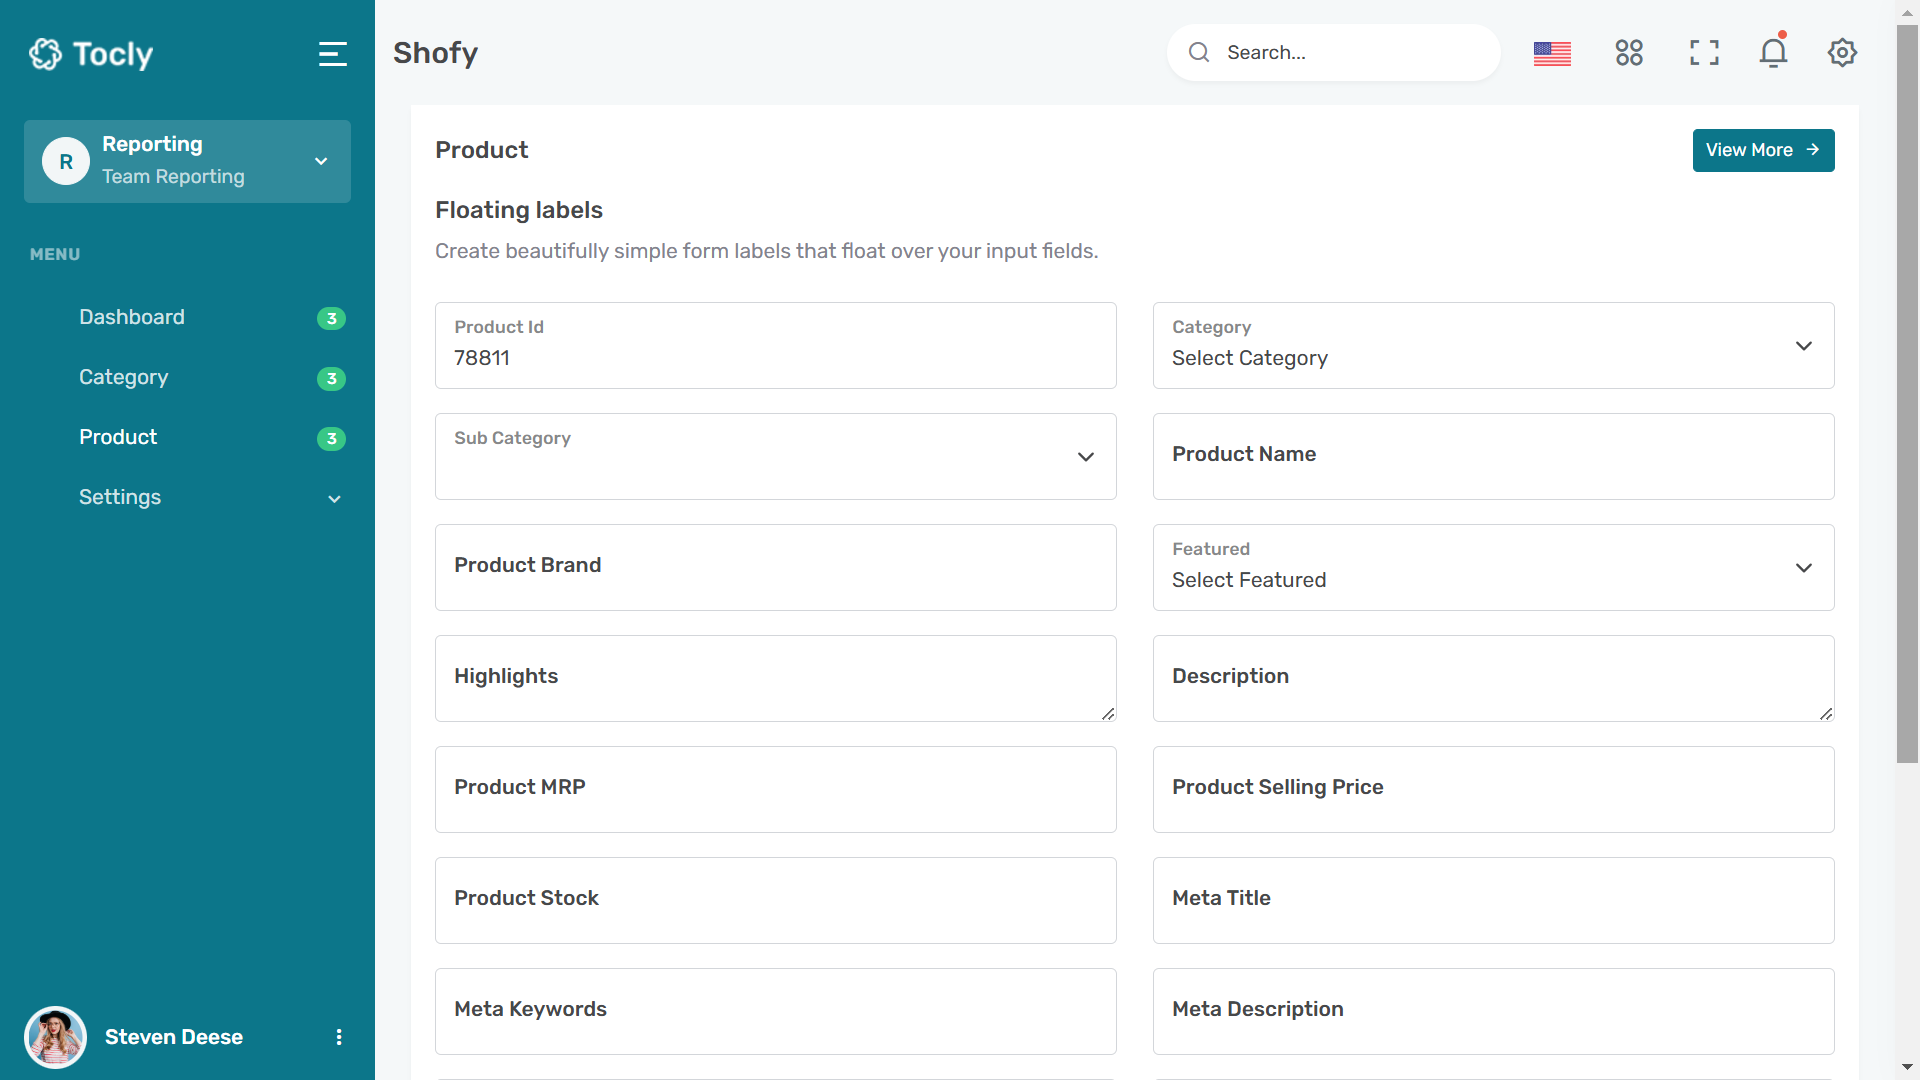 Tocly
Shofy
Search...
R
Reporting
Team Reporting
MENU
Dashboard
3
Category
3
Product
3
Settings
Steven Deese
Product
View More
Floating labels
Create beautifully simple form labels that float over your input fields.
Product Id
78811
Category
Select Category
Sub Category
Product Name
Product Brand
Featured
Select Featured
Highlights
Description
Product MRP
Product Selling Price
Product Stock
Meta Title
Meta Keywords
Meta Description